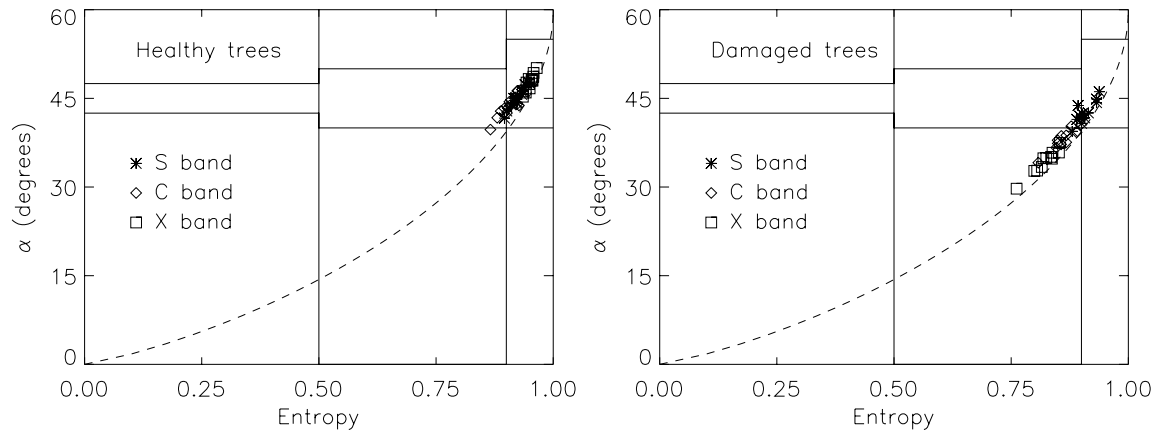 60
Healthy trees
45
α (degrees)
30
S band
C band
X band
15
0
0.00 0.25 0.50 0.75 1.00
Entropy
60
Damaged trees
45
α (degrees)
30
S band
C band
X band
15
0
0.00 0.25 0.50 0.75 1.00
Entropy